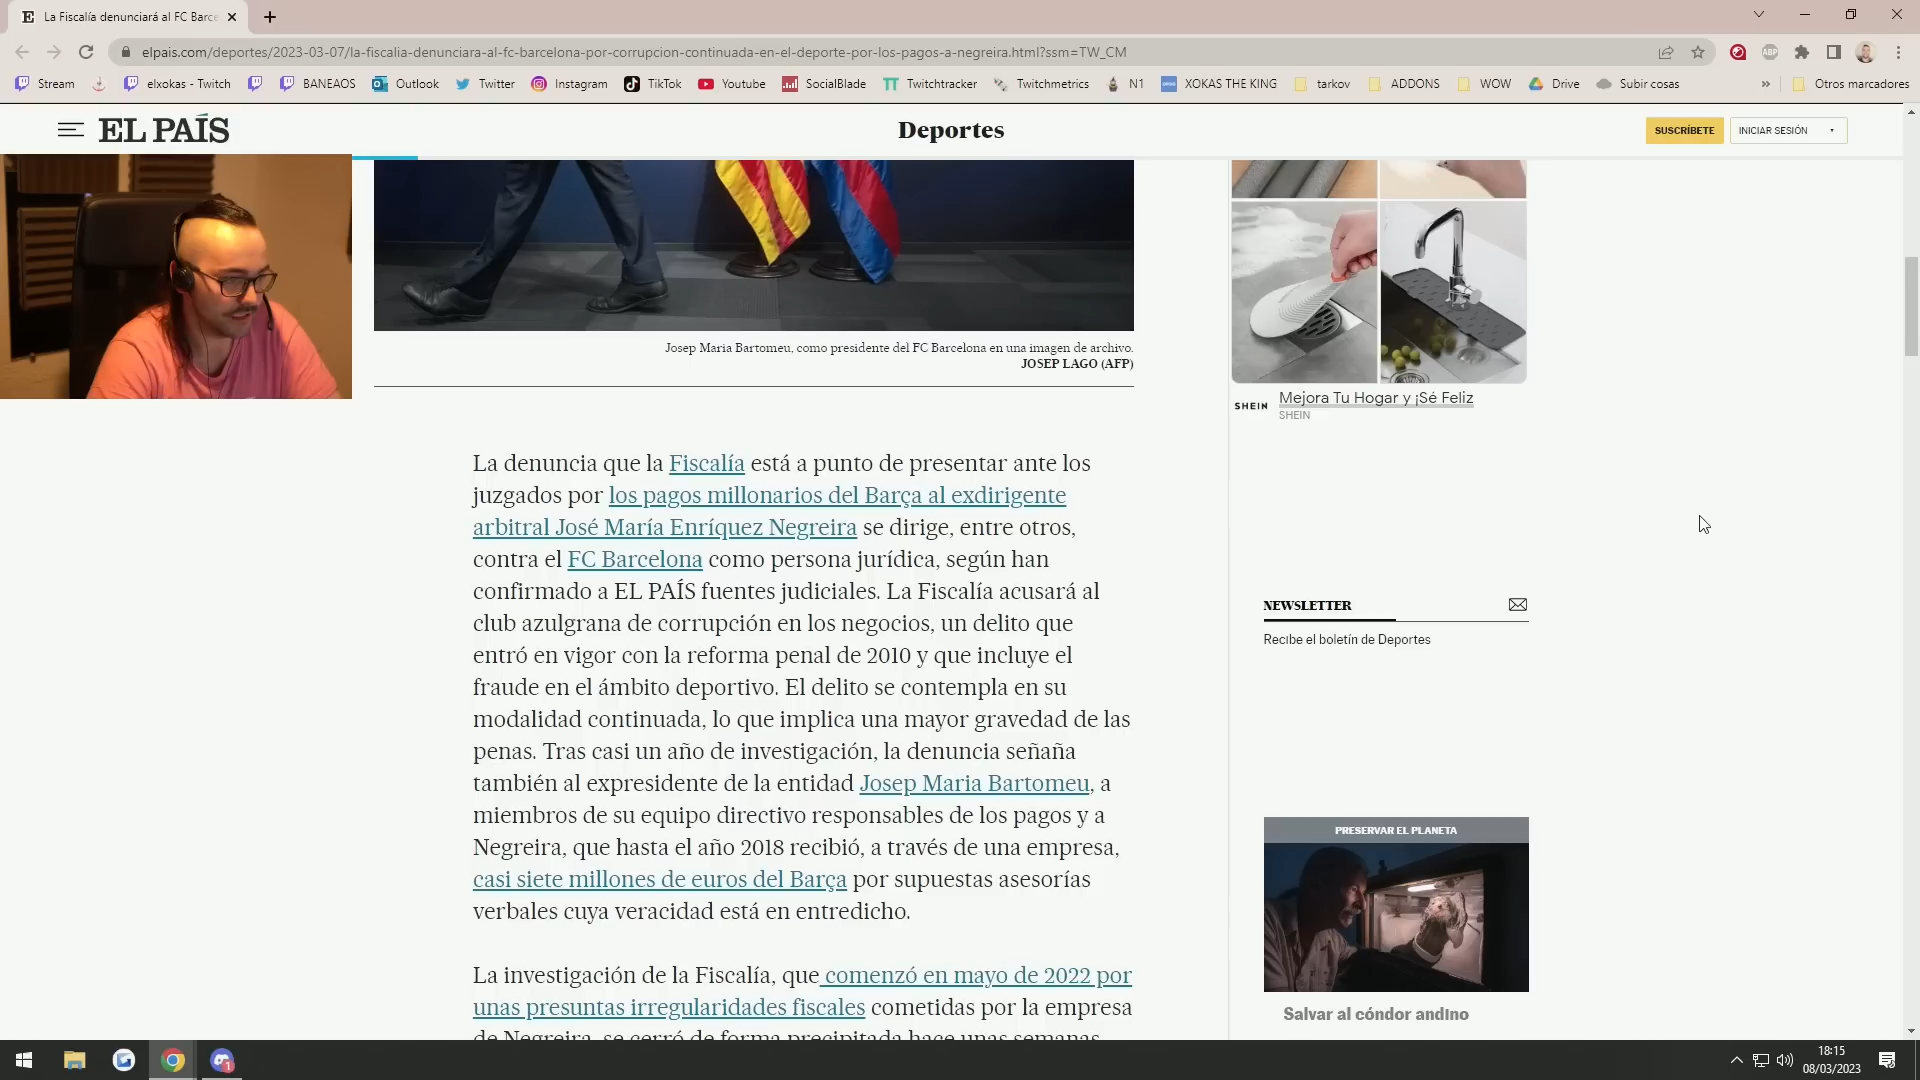 La Fiscalía denunciará al FC Barce
elpais.com/deportes/2023-03-07/la-fiscalia-denunciara-al-fc-barcelona-por-corrupcion-continuada-en-el-deporte-por-los-pagos-a-negreira.html?ssm=TW_CM
ABP
Stream
elxokas - Twitch
BANEAOS
Outlook
Twitter
Instagram
TikTok
Youtube
SocialBlade
Twitchtracker
Twitchmetrics
N1
XOKAS THE KING
tarkov
ADDONS
WOW
Drive
Subir cosas
»
Otros marcadores
EL PAÍS
Deportes
SUSCRÍBETE
INICIAR SESIÓN
Josep Maria Bartomeu, como presidente del FC Barcelona en una imagen de archivo.
JOSEP LAGO (AFP)
La denuncia que la Fiscalía está a punto de presentar ante los
juzgados por los pagos millonarios del Barça al exdirigente
arbitral José María Enríquez Negreira se dirige, entre otros,
contra el FC Barcelona como persona jurídica, según han
confirmado a EL PAÍS fuentes judiciales. La Fiscalía acusará al
club azulgrana de corrupción en los negocios, un delito que
entró en vigor con la reforma penal de 2010 y que incluye el
fraude en el ámbito deportivo. El delito se contempla en su
modalidad continuada, lo que implica una mayor gravedad de las
penas. Tras casi un año de investigación, la denuncia señaña
también al expresidente de la entidad Josep Maria Bartomeu, a
miembros de su equipo directivo responsables de los pagos y a
Negreira, que hasta el año 2018 recibió, a través de una empresa,
casi siete millones de euros del Barça por supuestas asesorías
verbales cuya veracidad está en entredicho.
La investigación de la Fiscalía, que comenzó en mayo de 2022 por
unas presuntas irregularidades fiscales cometidas por la empresa
de Negreira, se cerró de forma precipitada hace unas semanas
SHEIN
Mejora Tu Hogar y ¡Sé Feliz
SHEIN
NEWSLETTER
Recibe el boletín de Deportes
PRESERVAR EL PLANETA
Salvar al cóndor andino
1
18:15
08/03/2023